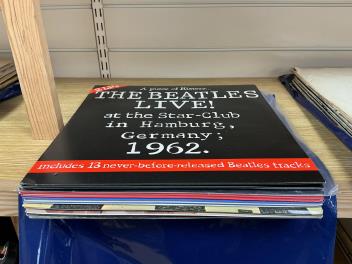 A piece of History.
THE BEATLES
LIVE!
at the Star-Club
in Hamburg,
Germany;
1962.
includes 13 never-before-released Beatles tracks